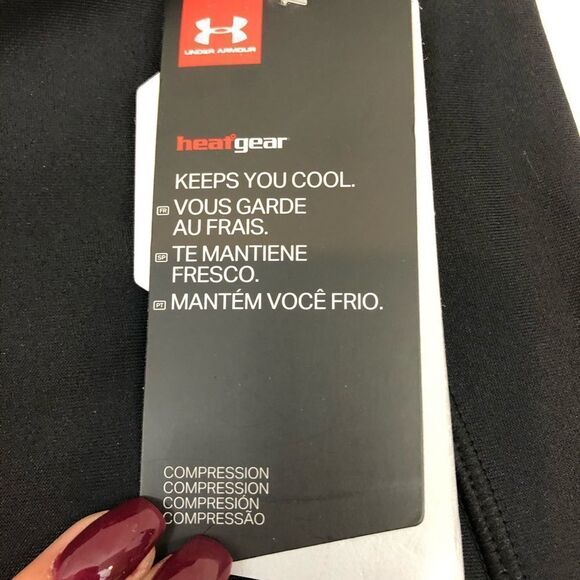 UNDER ARMOUR
heatgear
KEEPS YOU COOL.
FR VOUS GARDE
AU FRAIS.
SP TE MANTIENE
FRESCO.
PT MANTÉM VOCÊ FRIO.
COMPRESSION
COMPRESSION
COMPRESIÓN
COMPRESSÃO